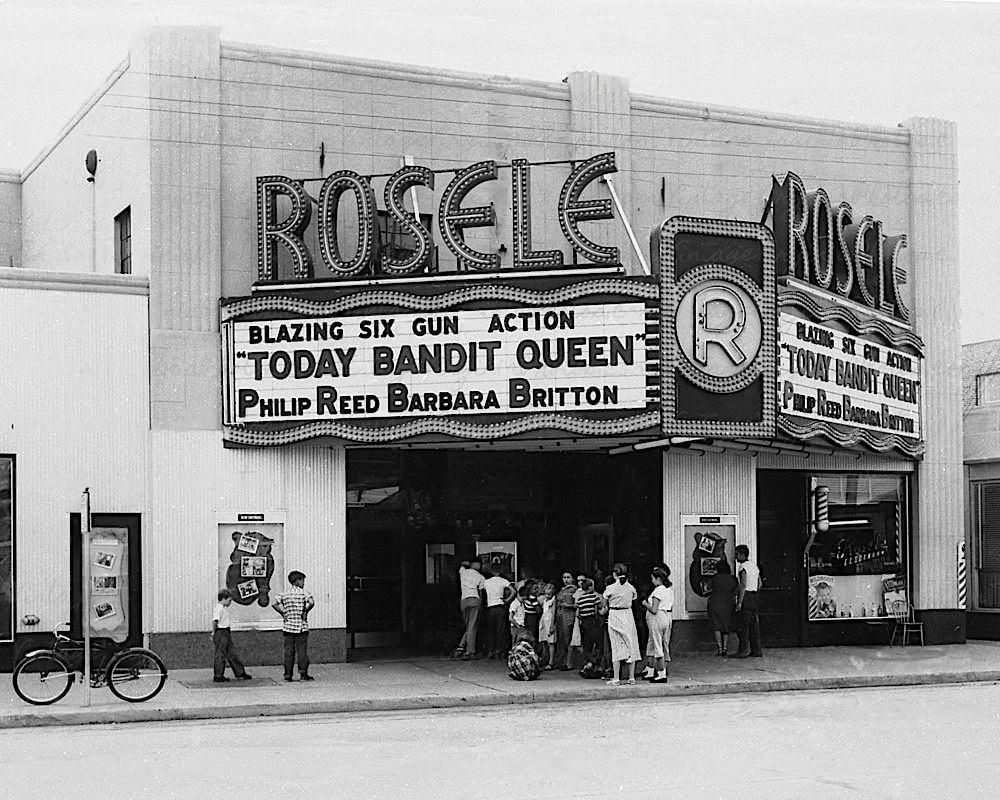 ROSELE
BLAZING SIX GUN ACTION
"TODAY BANDIT QUEEN"
PHILIP REED BARBARA BRITTON
R
ROSELE
BLAZING SIX GUN ACTION
"TODAY BANDIT QUEEN"
PHILIP REED BARBARA BRITTON